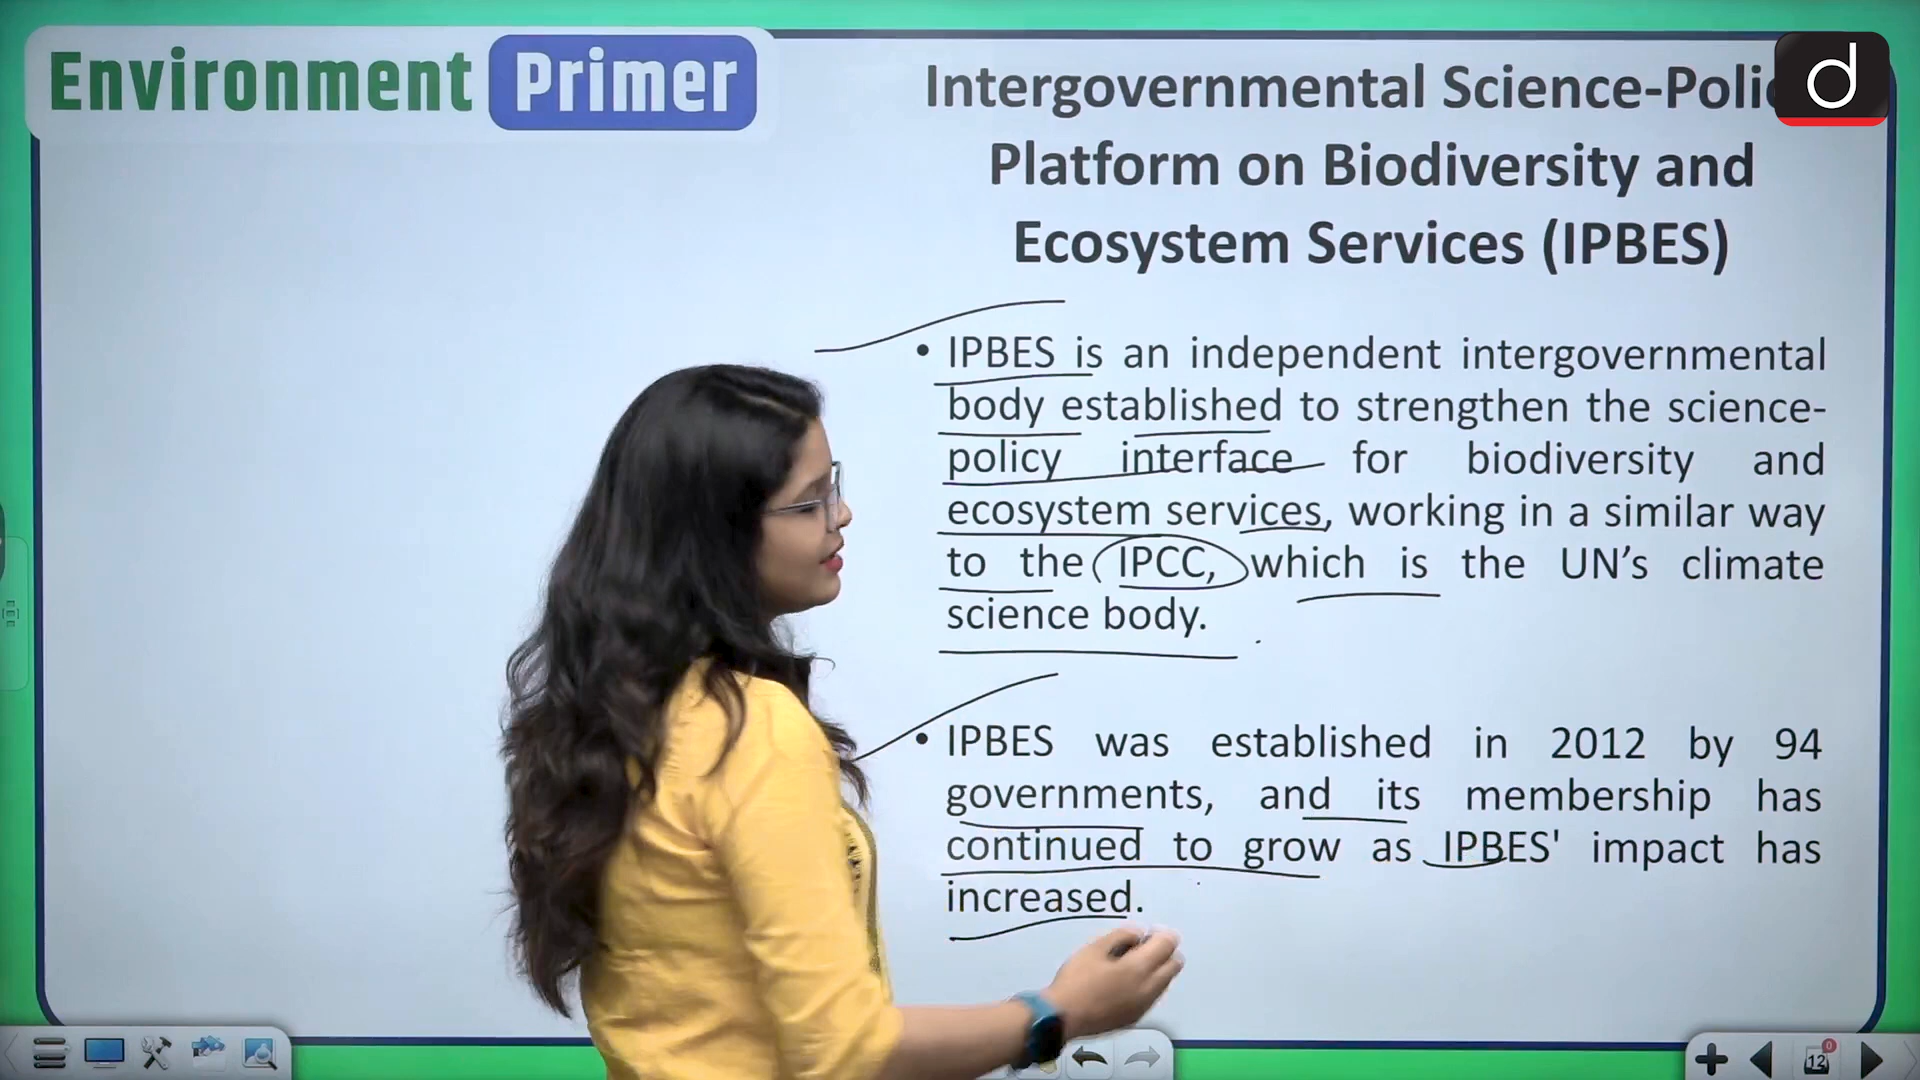 Environment Primer
Intergovernmental Science-Polic
Platform on Biodiversity and
Ecosystem Services (IPBES)
d
• IPBES is an independent intergovernmental
body established to strengthen the science-
policy interface for biodiversity and
ecosystem services, working in a similar way
to the IPCC, which is the UN’s climate
science body.
• IPBES was established in 2012 by 94
governments, and its membership has
continued to grow as IPBES' impact has
increased.
12
0